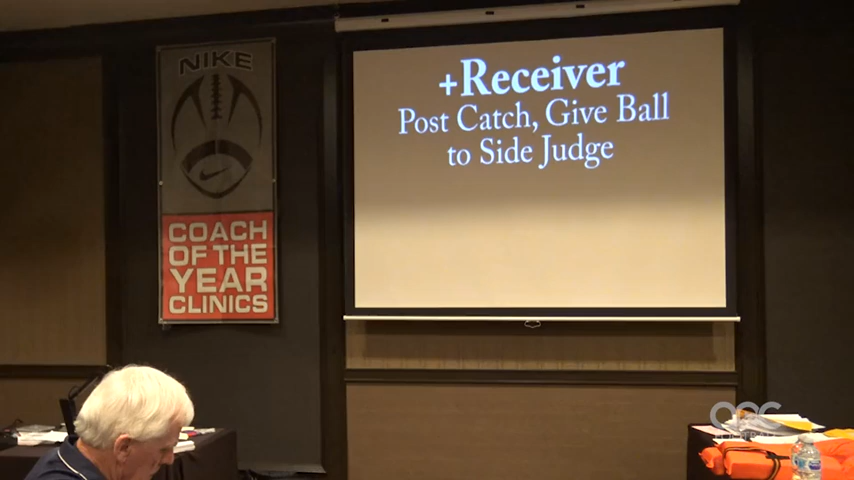 NIKE
COACH
OF THE
YEAR
CLINICS
+Receiver
Post Catch, Give Ball
to Side Judge